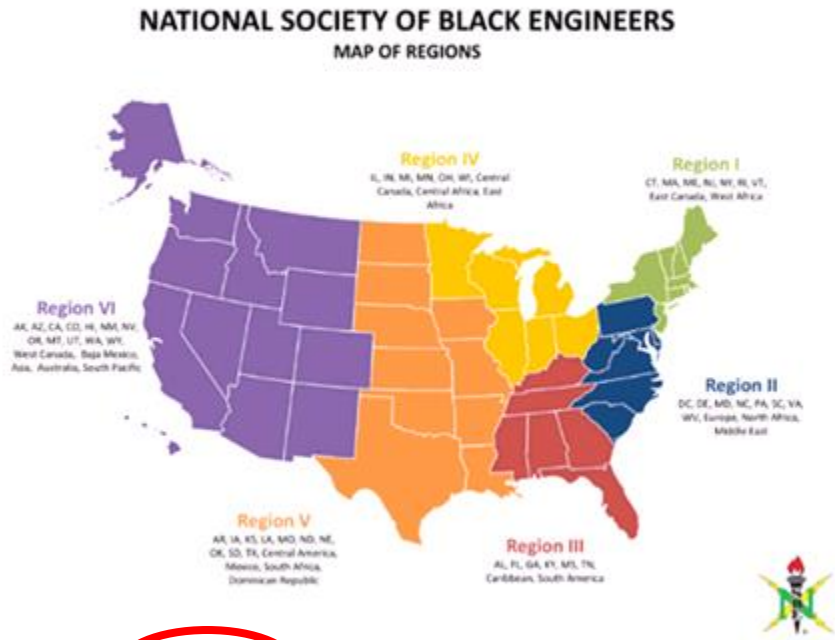 NATIONAL SOCIETY OF BLACK ENGINEERS
MAP OF REGIONS
Region IV
IL, IN, MI, MN, OH, WI, Central
Canada, Central Africa, East
Africa
Region I
CT, MA, ME, NJ, NY, RI, VT,
East Canada, West Africa
Region VI
AK, AZ, CA, CO, HI, NM, NV,
OR, MT, UT, WA, WY,
West Canada, Baja Mexico,
Asia, Australia, South Pacific
Region II
DC, DE, MD, NC, PA, SC, VA,
WV, Europe, North Africa,
Middle East
Region V
AR, IA, KS, LA, MO, ND, NE,
OK, SD, TX, Central America,
Mexico, South Africa,
Dominican Republic
Region III
AL, FL, GA, KY, MS, TN,
Caribbean, South America
N